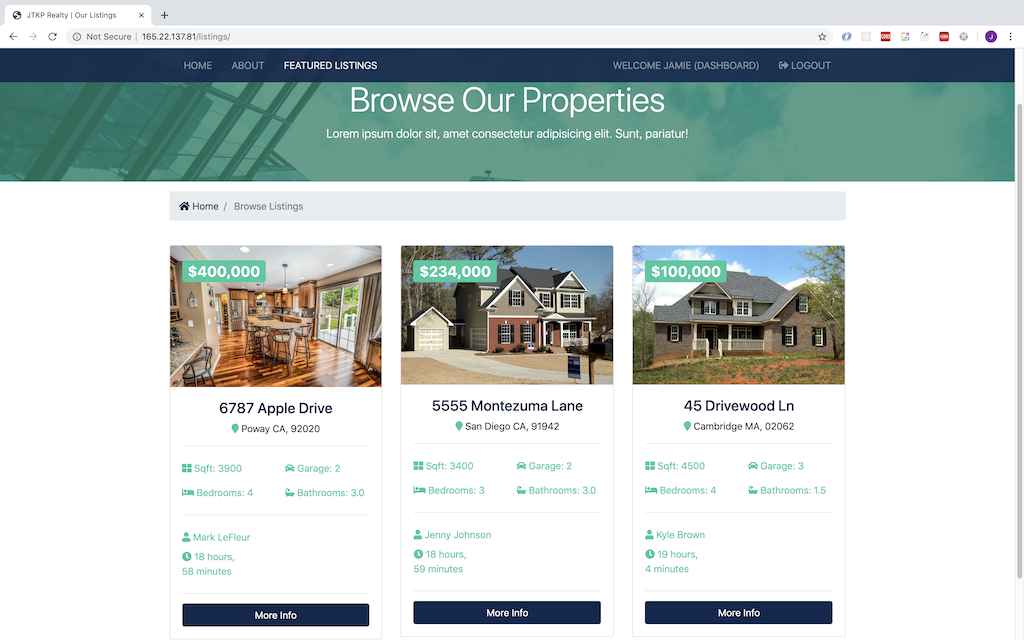 JTKP Realty | Our Listings
Not Secure | 165.22.137.81/listings/
CORS
CORS
J
HOME ABOUT FEATURED LISTINGS WELCOME JAMIE (DASHBOARD) LOGOUT
Browse Our Properties
Lorem ipsum dolor sit, amet consectetur adipisicing elit. Sunt, pariatur!
Home / Browse Listings
$400,000
6787 Apple Drive
Poway CA, 92020
Sqft: 3900 Garage: 2
Bedrooms: 4 Bathrooms: 3.0
Mark LeFleur
18 hours,
58 minutes
More Info
$234,000
5555 Montezuma Lane
San Diego CA, 91942
Sqft: 3400 Garage: 2
Bedrooms: 3 Bathrooms: 3.0
Jenny Johnson
18 hours,
59 minutes
More Info
$100,000
45 Drivewood Ln
Cambridge MA, 02062
Sqft: 4500 Garage: 3
Bedrooms: 4 Bathrooms: 1.5
Kyle Brown
19 hours,
4 minutes
More Info